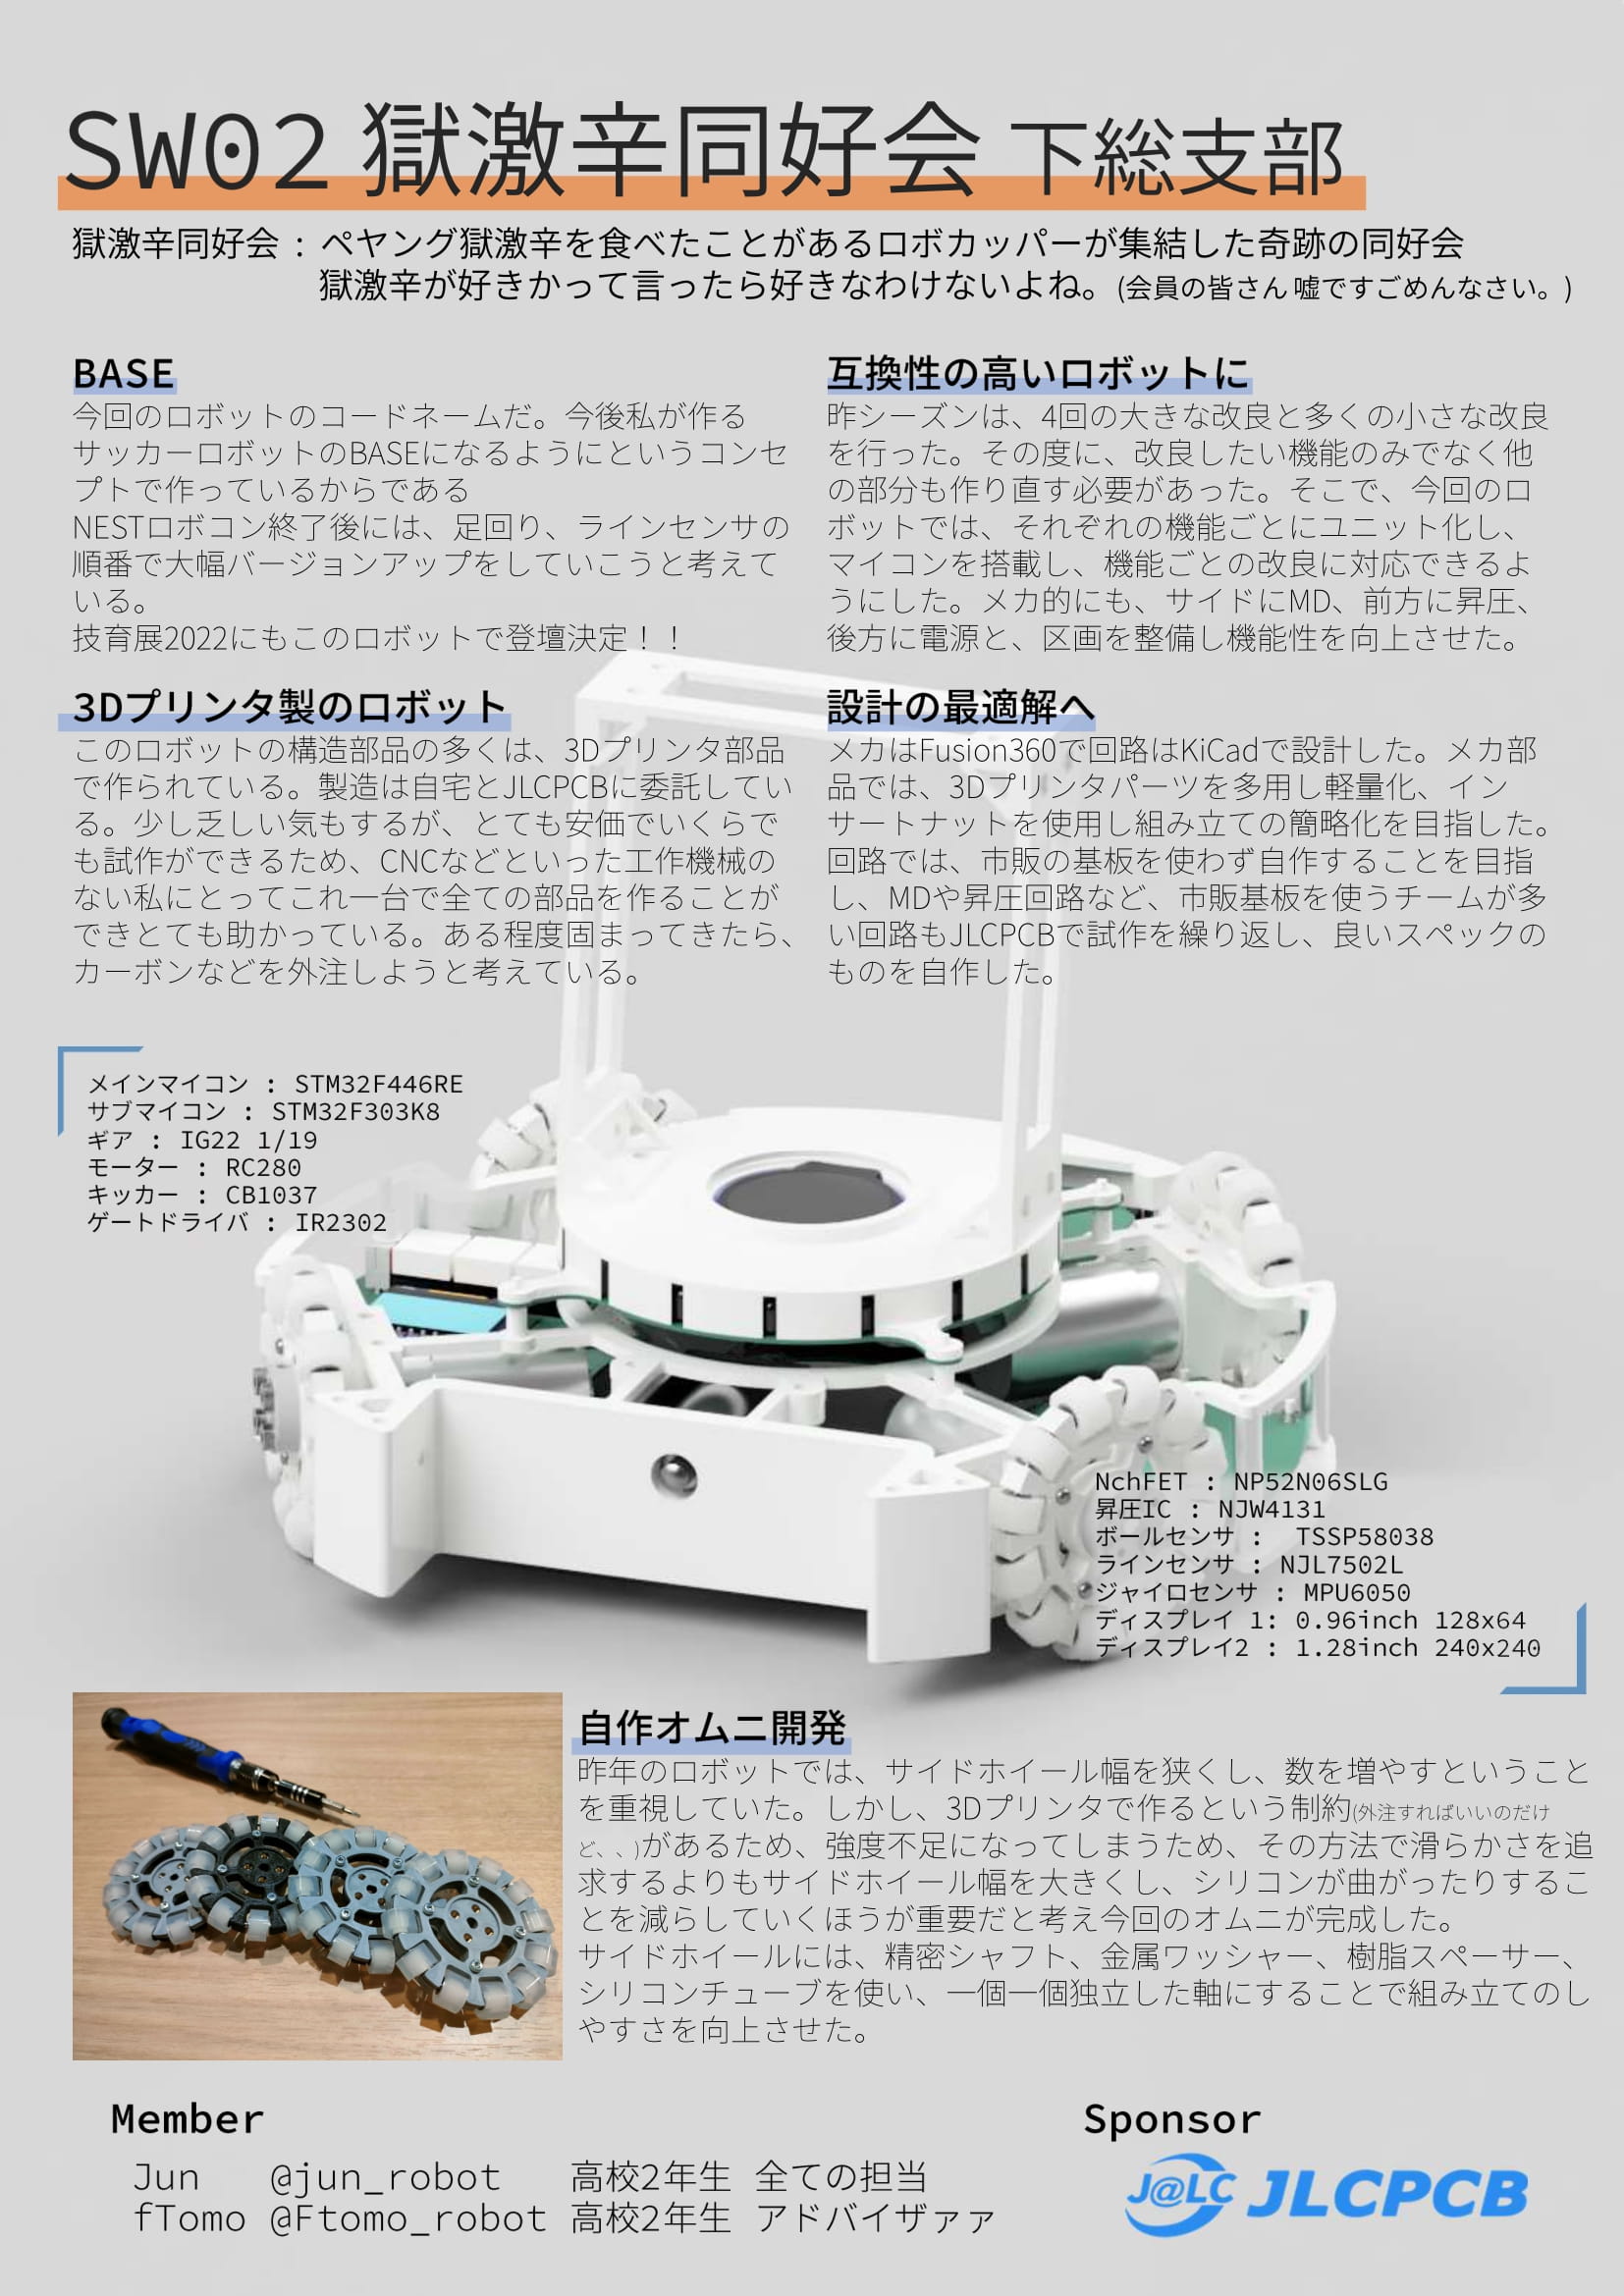 SW02 獄激辛同好会 下総支部
獄激辛同好会 : ペヤング獄激辛を食べたことがあるロボカッパーが集結した奇跡の同好会
獄激辛が好きかって言ったら好きなわけないよね。(会員の皆さん 嘘ですごめんなさい。)
BASE
今回のロボットのコードネームだ。今後私が作る
サッカーロボットのBASEになるようにというコンセ
プトで作っているからである
NESTロボコン終了後には、足回り、ラインセンサの
順番で大幅バージョンアップをしていこうと考えて
いる。
技育展2022にもこのロボットで登壇決定！！
3Dプリンタ製のロボット
このロボットの構造部品の多くは、3Dプリンタ部品
で作られている。製造は自宅とJLCPCBに委託してい
る。少し乏しい気もするが、とても安価でいくらで
も試作ができるため、CNCなどといった工作機械の
ない私にとってこれ一台で全ての部品を作ることが
できとても助かっている。ある程度固まってきたら、
カーボンなどを外注しようと考えている。
互換性の高いロボットに
昨シーズンは、4回の大きな改良と多くの小さな改良
を行った。その度に、改良したい機能のみでなく他
の部分も作り直す必要があった。そこで、今回のロ
ボットでは、それぞれの機能ごとにユニット化し、
マイコンを搭載し、機能ごとの改良に対応できるよ
うにした。メカ的にも、サイドにMD、前方に昇圧、
後方に電源と、区画を整備し機能性を向上させた。
設計の最適解へ
メカはFusion360で回路はKiCadで設計した。メカ部
品では、3Dプリンタパーツを多用し軽量化、イン
サートナットを使用し組み立ての簡略化を目指した。
回路では、市販の基板を使わず自作することを目指
し、MDや昇圧回路など、市販基板を使うチームが多
い回路もJLCPCBで試作を繰り返し、良いスペックの
ものを自作した。
メインマイコン : STM32F446RE
サブマイコン : STM32F303K8
ギア : IG22 1/19
モーター : RC280
キッカー : CB1037
ゲートドライバ : IR2302
NchFET : NP52N06SLG
昇圧IC : NJW4131
ボールセンサ : TSSP58038
ラインセンサ : NJL7502L
ジャイロセンサ : MPU6050
ディスプレイ 1: 0.96inch 128x64
ディスプレイ2 : 1.28inch 240x240
自作オムニ開発
昨年のロボットでは、サイドホイール幅を狭くし、数を増やすということ
を重視していた。しかし、3Dプリンタで作るという制約(外注すればいいのだけ
ど、、)があるため、強度不足になってしまうため、その方法で滑らかさを追
求するよりもサイドホイール幅を大きくし、シリコンが曲がったりするこ
とを減らしていくほうが重要だと考え今回のオムニが完成した。
サイドホイールには、精密シャフト、金属ワッシャー、樹脂スペーサー、
シリコンチューブを使い、一個一個独立した軸にすることで組み立てのし
やすさを向上させた。
Member
Jun @jun_robot 高校2年生 全ての担当
fTomo @Ftomo_robot 高校2年生 アドバイザァァ
Sponsor
J@LC JLCPCB